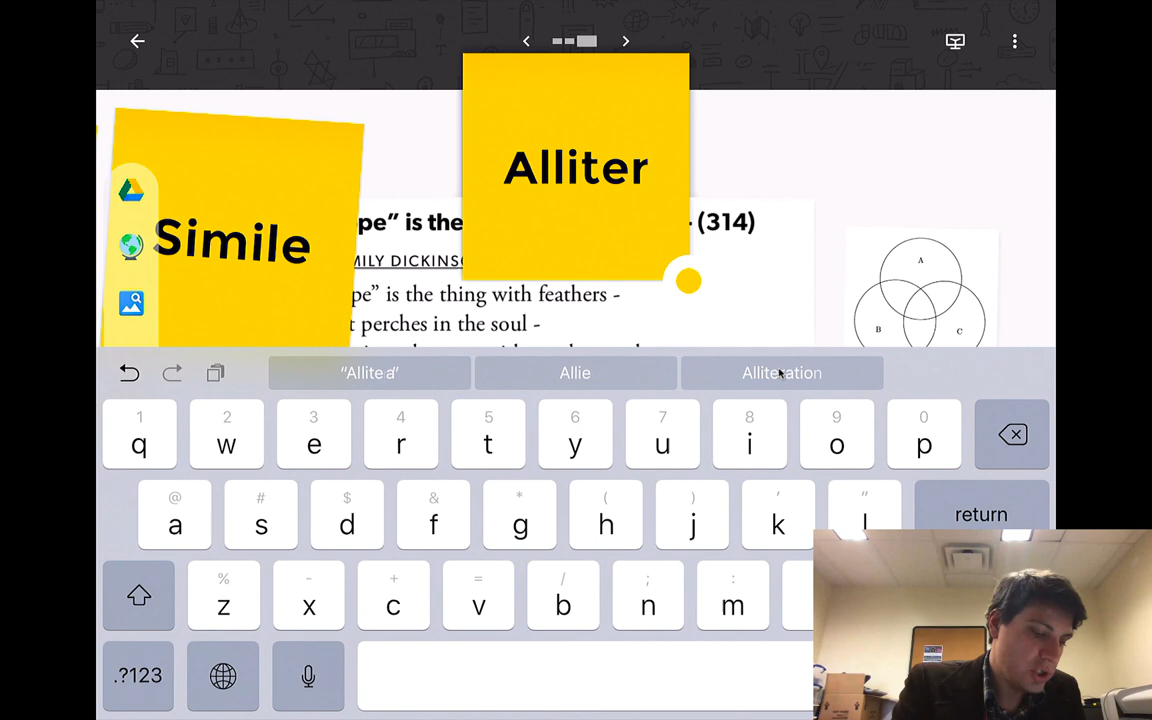 Alliter
Simile
pe” is the
- (314)
MILY DICKINS
pe” is the thing with feathers -
t perches in the soul -
A
B
C
“Allitea”
Allie
Alliteration
1 2 3 4 5 6 7 8 9 0
q w e r t y u i o p
@ # $ & * ( ) ' "
a s d f g h j k l
return
% - + = / ; :
z x c v b n m
.?123